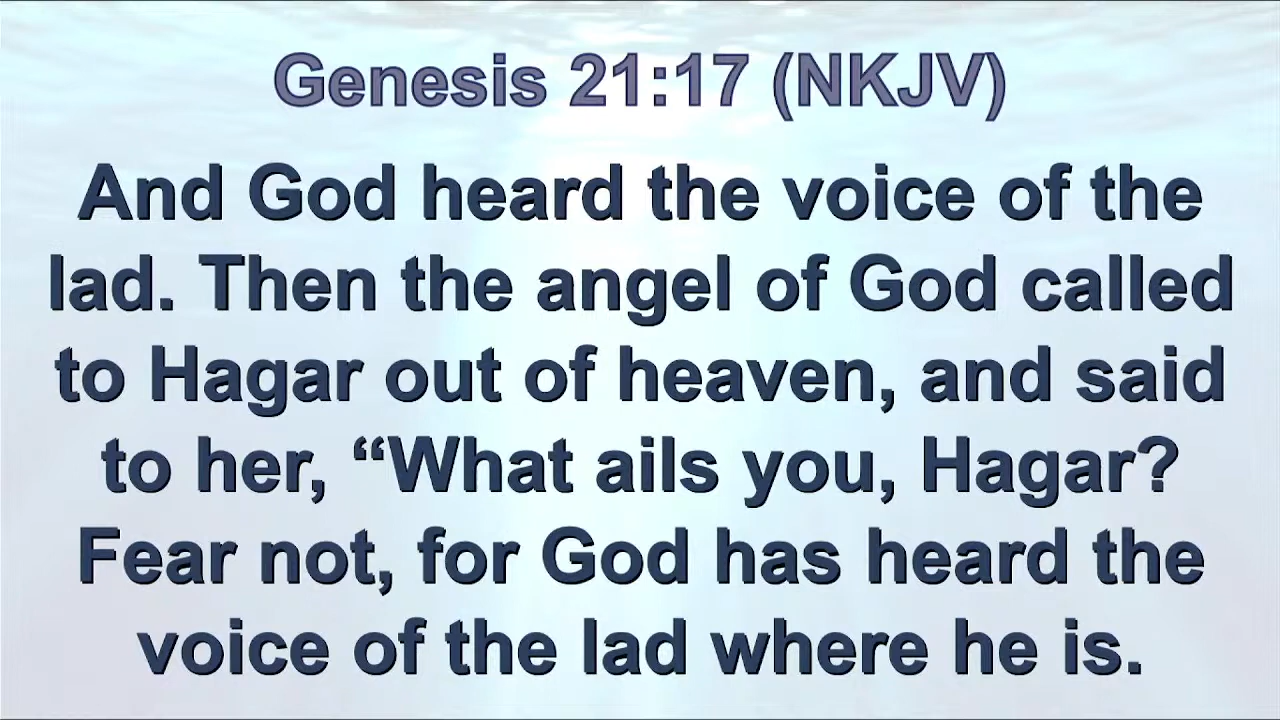 Genesis 21:17 (NKJV)
And God heard the voice of the
lad. Then the angel of God called
to Hagar out of heaven, and said
to her, “What ails you, Hagar?
Fear not, for God has heard the
voice of the lad where he is.